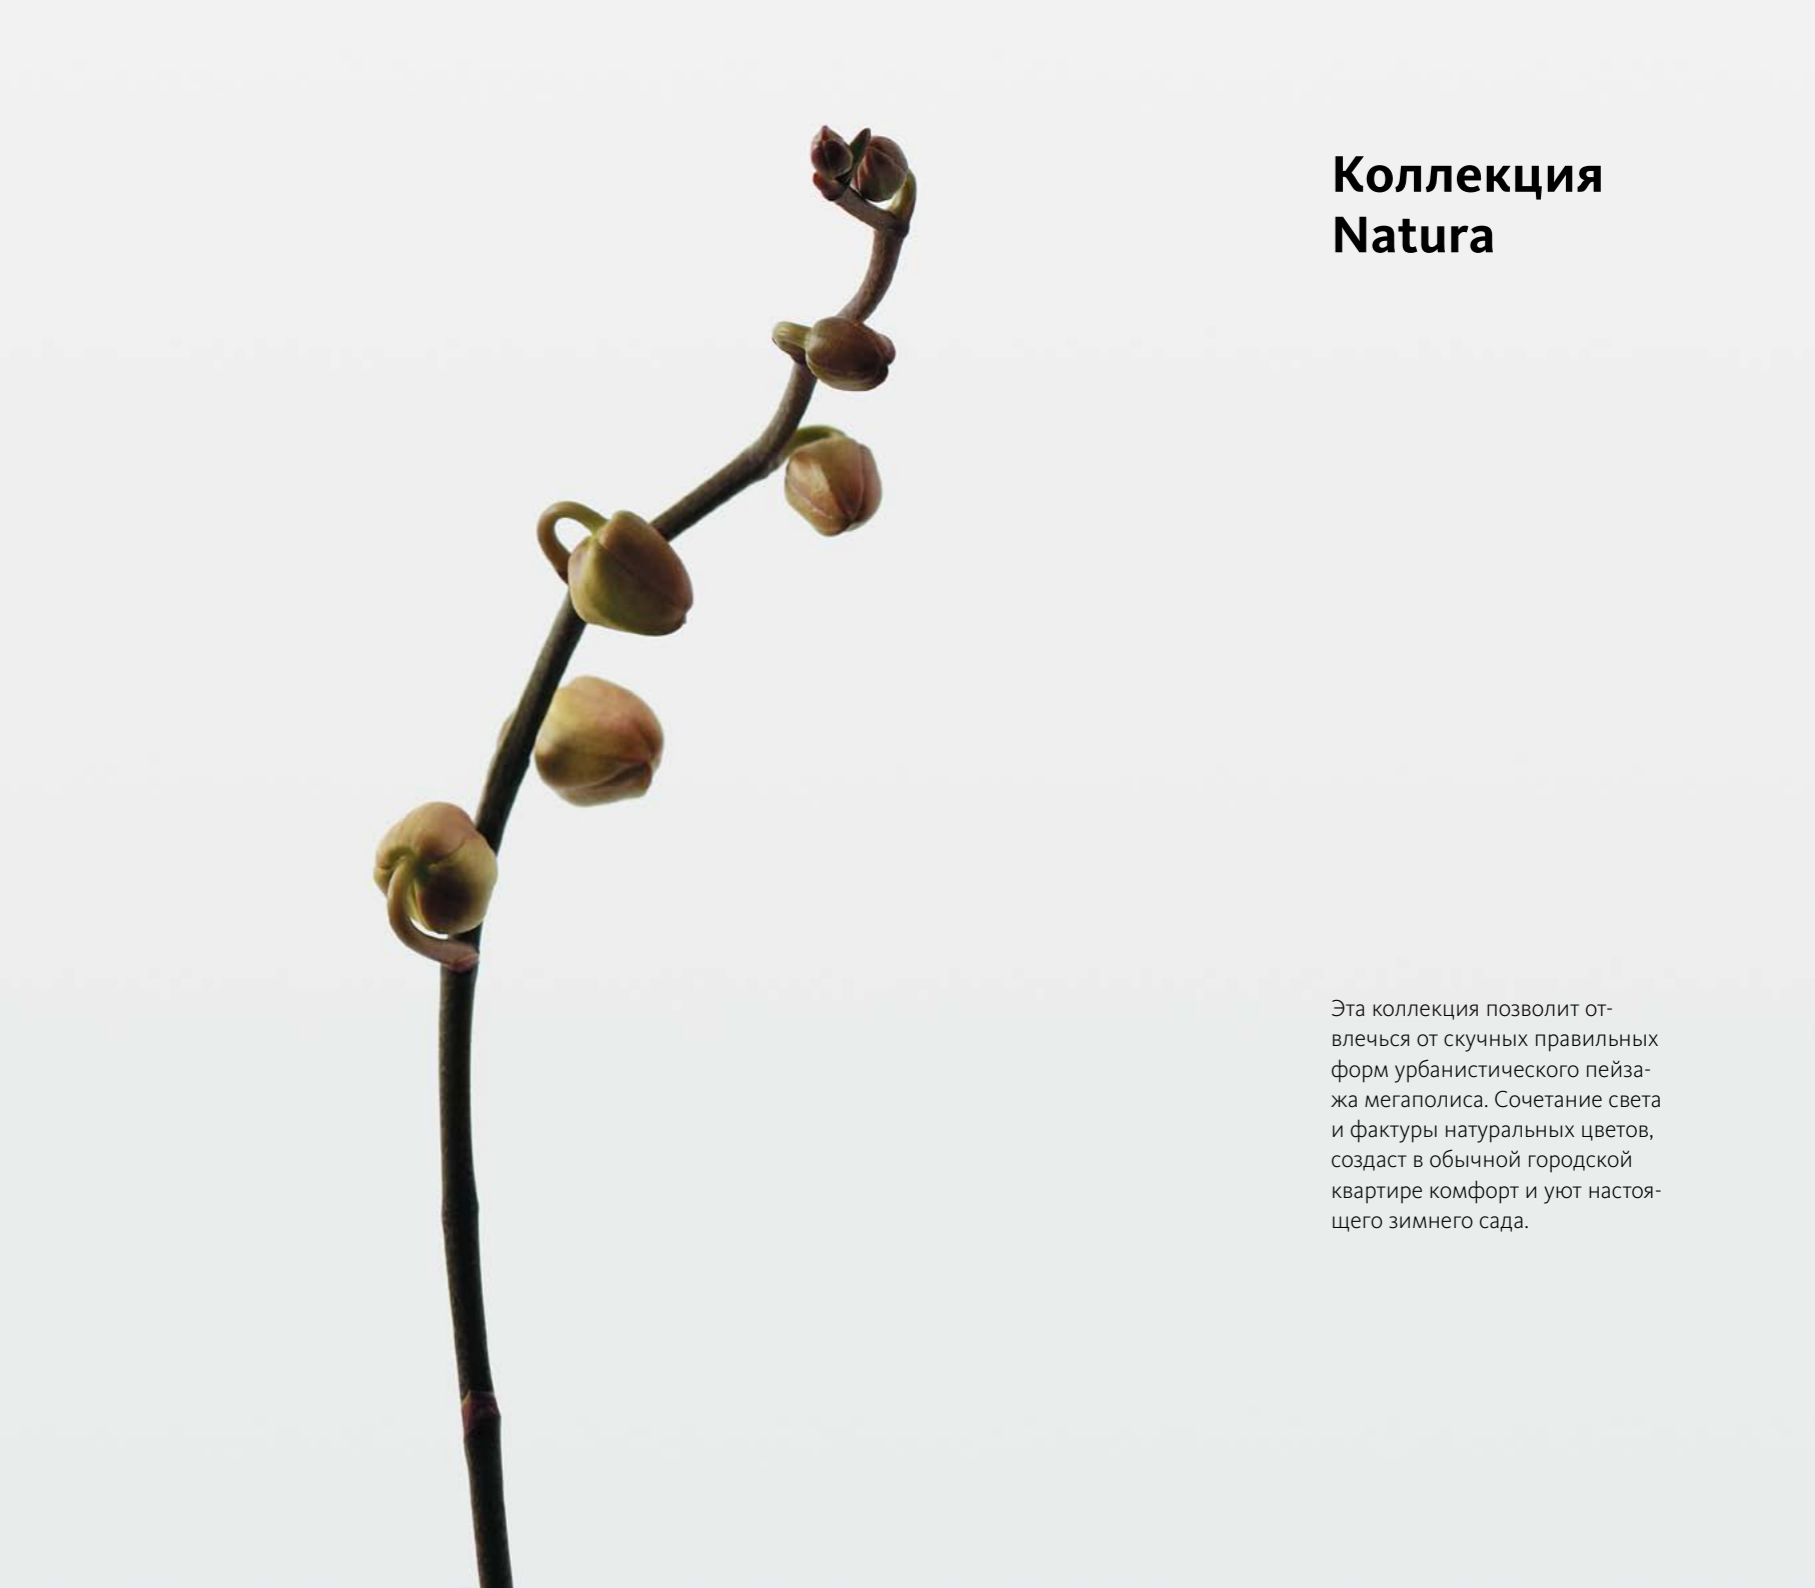 Коллекция
Natura
Эта коллекция позволит от-
влечься от скучных правильных
форм урбанистического пейза-
жа мегаполиса. Сочетание света
и фактуры натуральных цветов,
создаст в обычной городской
квартире комфорт и уют настоя-
щего зимнего сада.